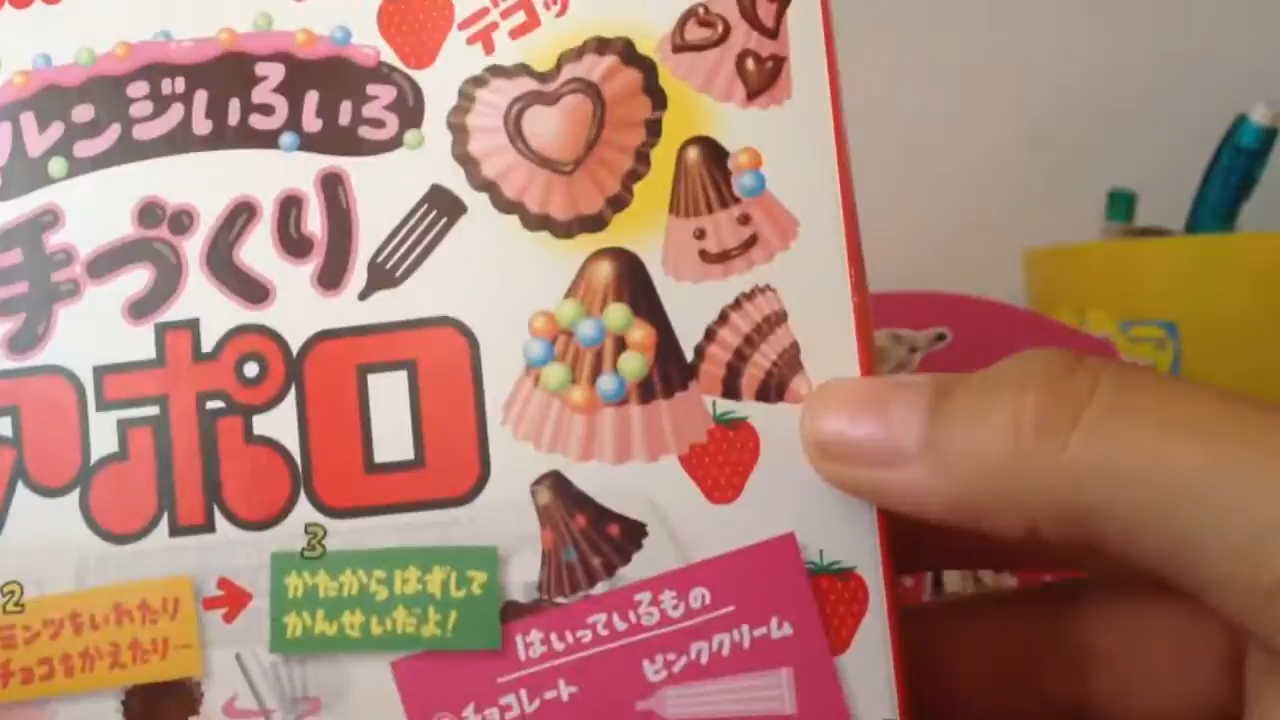 デコッ
レンジいろいろ
手づくり
アポロ
2
ミンツをいれたり
チョコをかえたり…
3
かたからはずして
かんせいだよ!
はいっているもの
チョコレート
ピンククリーム